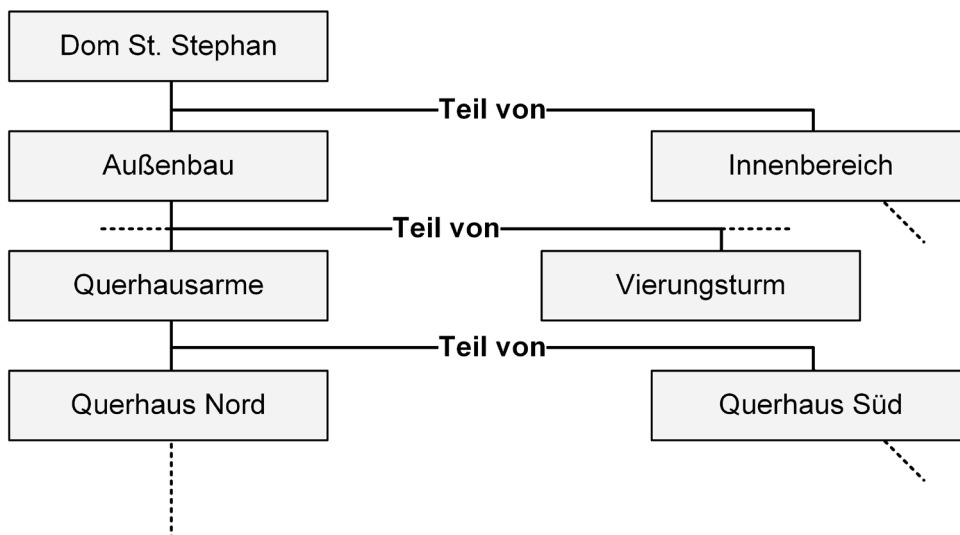 Dom St. Stephan
Teil von
Außenbau
Innenbereich
Teil von
Querhausarme
Vierungsturm
Teil von
Querhaus Nord
Querhaus Süd